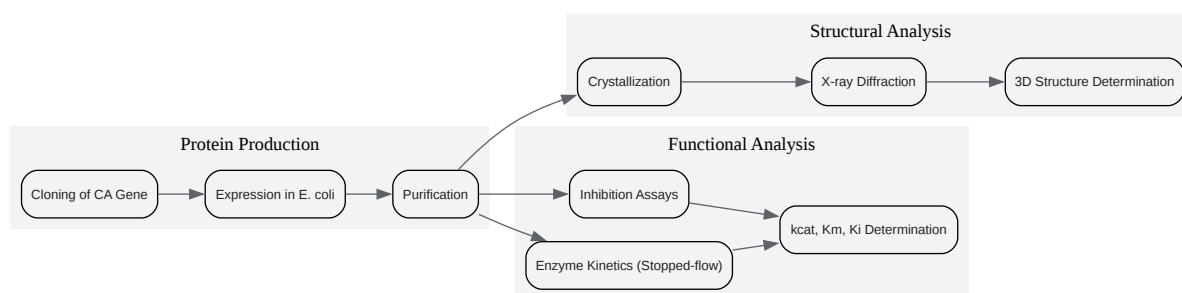 Structural Analysis
Crystallization
X-ray Diffraction
3D Structure Determination
Protein Production
Cloning of CA Gene
Expression in E. coli
Purification
Functional Analysis
Inhibition Assays
kcat, Km, Ki Determination
Enzyme Kinetics (Stopped-flow)